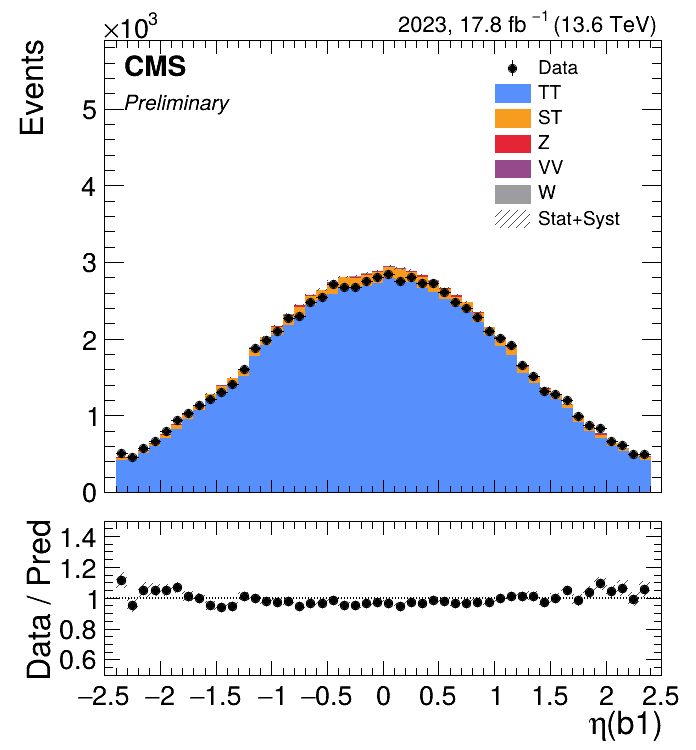 ×10³
2023, 17.8 fb⁻¹ (13.6 TeV)
CMS
Preliminary
Events
Data
TT
ST
Z
VV
W
Stat+Syst
5
4
3
2
1
0
Data / Pred
1.4
1.2
1
0.8
0.6
−2.5 −2 −1.5 −1 −0.5 0 0.5 1 1.5 2 2.5
η(b1)